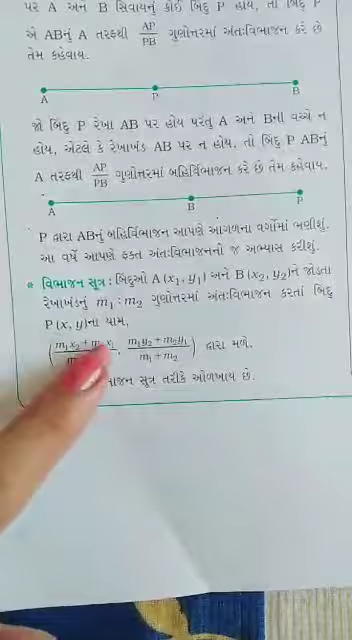 પર A અને B સિવાયનું કોઈ બિંદુ P હોય, તો બિંદુ P
એ ABનું A તરફથી AP/PB ગુણોત્તરમાં અંતઃવિભાજન કરે છે
તેમ કહેવાય.
A P B
જો બિંદુ P રેખા AB પર હોય પરંતુ A અને Bની વચ્ચે ન
હોય, એટલે કે રેખાખંડ AB પર ન હોય, તો બિંદુ P ABનું
A તરફથી AP/PB ગુણોત્તરમાં બહિર્વિભાજન કરે છે તેમ કહેવાય.
A B P
P દ્વારા ABનું બહિર્વિભાજન આપણે આગળના વર્ગોમાં ભણીશું.
આ વર્ષે આપણે ફક્ત અંતઃવિભાજનનો જ અભ્યાસ કરીશું.
* વિભાજન સૂત્ર : બિંદુઓ A (x₁, y₁) અને B (x₂, y₂)ને જોડતા
રેખાખંડનું m₁ : m₂ ગુણોત્તરમાં અંતઃવિભાજન કરતાં બિંદુ
P (x, y)ના યામ,
m₁y₂ + m₂y₁ / m₁ + m₂) દ્વારા મળે.
સૂત્ર તરીકે ઓળખાય છે.